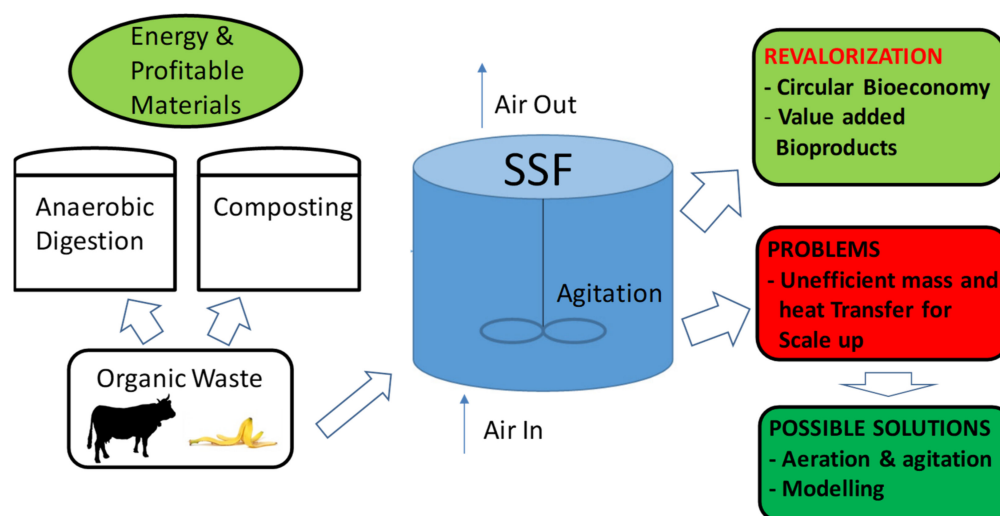 Energy &
Profitable
Materials
Anaerobic
Digestion
Composting
Organic Waste
Air Out
SSF
Agitation
Air In
REVALORIZATION
- Circular Bioeconomy
- Value added
Bioproducts
PROBLEMS
- Unefficient mass and
heat Transfer for
Scale up
POSSIBLE SOLUTIONS
- Aeration & agitation
- Modelling